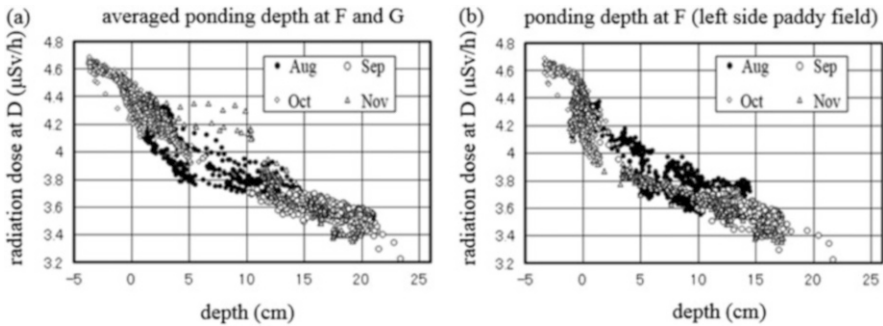 (a) averaged ponding depth at F and G
radiation dose at D (μSv/h)
4.8
4.6
4.4
4.2
4
3.8
3.6
3.4
3.2
Aug Sep
Oct Nov
−5 0 5 10 15 20 25
depth (cm)
(b) ponding depth at F (left side paddy field)
radiation dose at D (μSv/h)
4.8
4.6
4.4
4.2
4
3.8
3.6
3.4
3.2
Aug Sep
Oct Nov
−5 0 5 10 15 20 25
depth (cm)